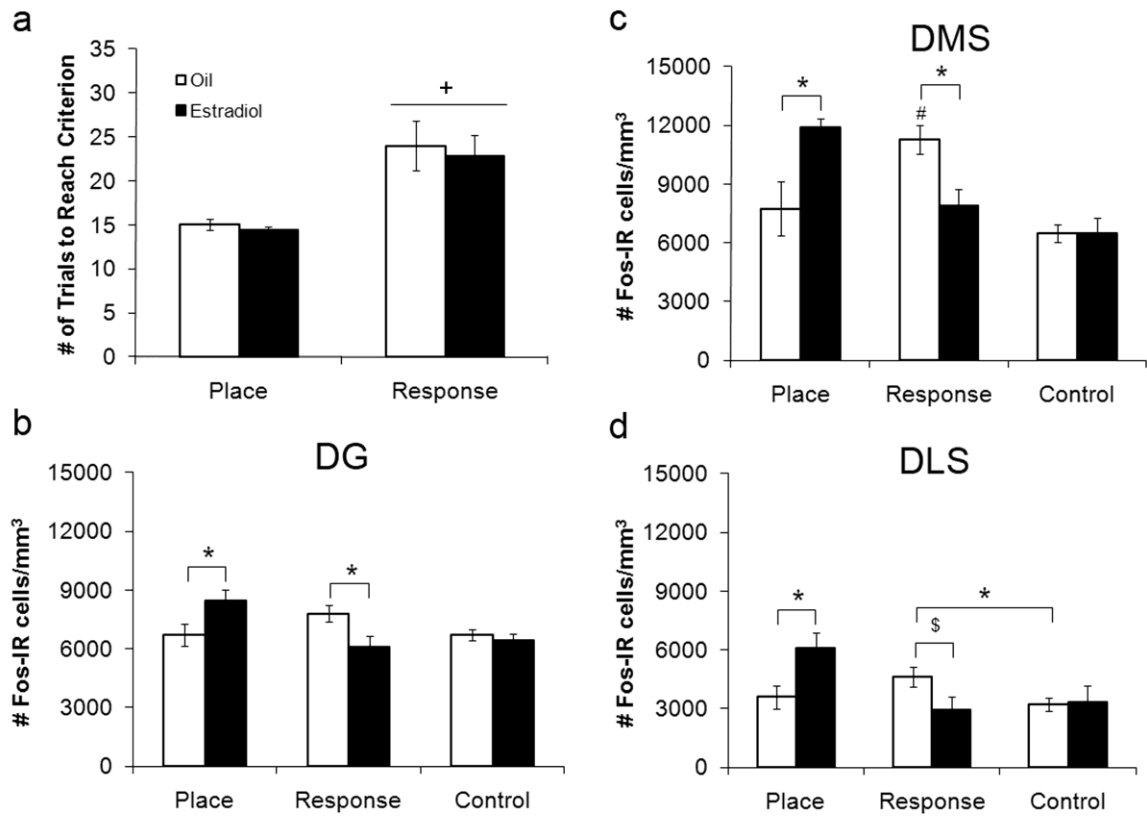 a
35
30
25
20
15
10
5
0
# of Trials to Reach Criterion
Oil
Estradiol
+
Place Response
b
DG
15000
12000
9000
6000
3000
0
# Fos-IR cells/mm³
*
*
Place Response Control
c
DMS
15000
12000
9000
6000
3000
0
# Fos-IR cells/mm³
*
*
#
Place Response Control
d
DLS
15000
12000
9000
6000
3000
0
# Fos-IR cells/mm³
*
*
$
Place Response Control